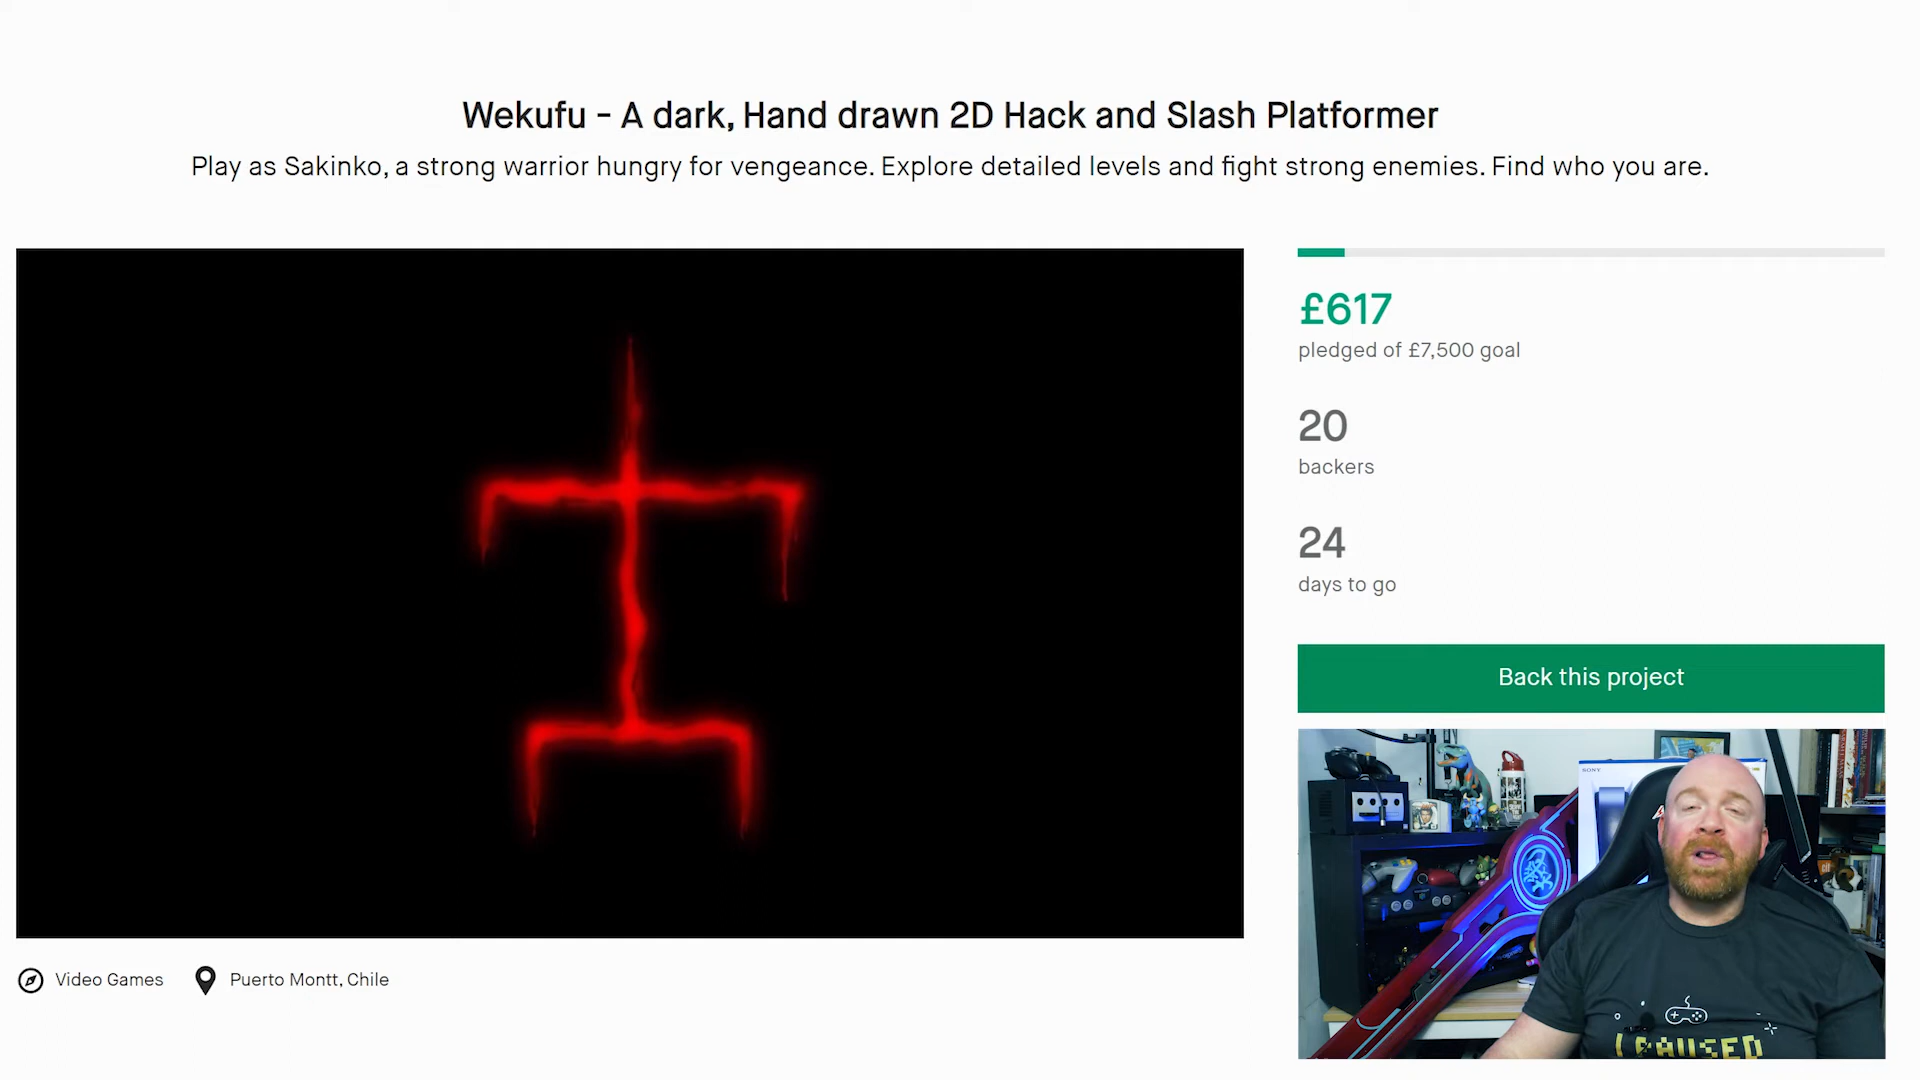 Wekufu - A dark, Hand drawn 2D Hack and Slash Platformer
Play as Sakinko, a strong warrior hungry for vengeance. Explore detailed levels and fight strong enemies. Find who you are.
£617
pledged of £7,500 goal
20
backers
24
days to go
Back this project
SONY
I PAUSED
Video Games
Puerto Montt, Chile